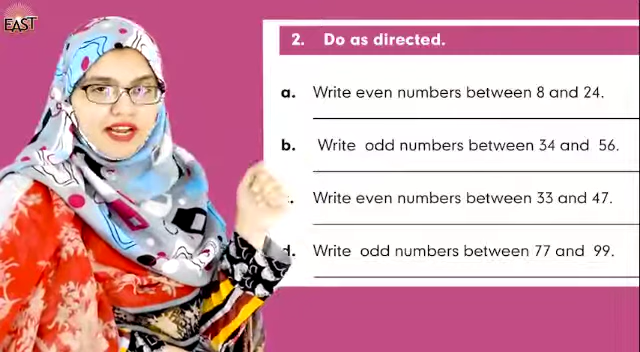 EAST
2. Do as directed.
a. Write even numbers between 8 and 24.
b. Write odd numbers between 34 and 56.
Write even numbers between 33 and 47.
d. Write odd numbers between 77 and 99.